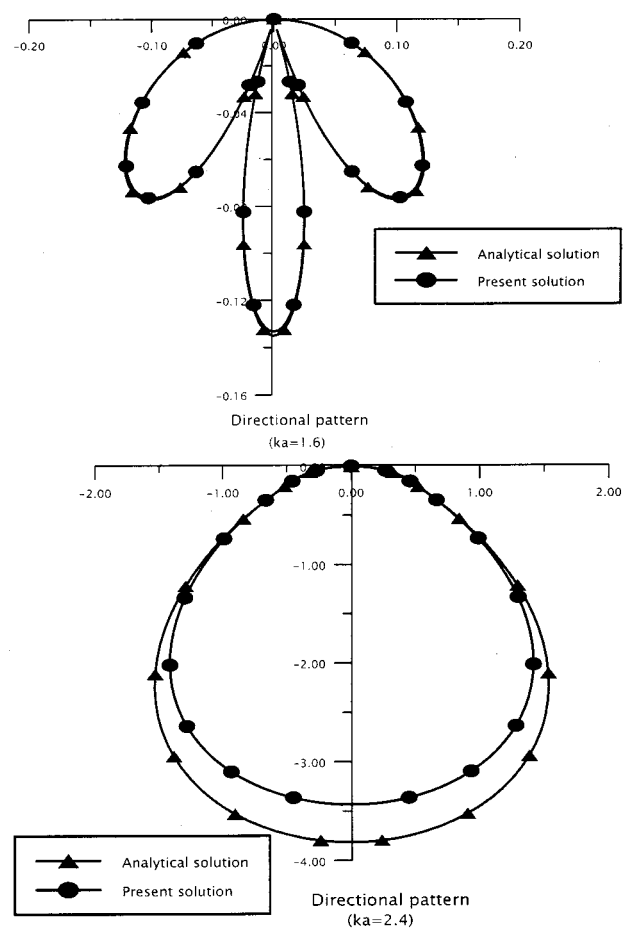 0.00
-0.20 -0.10 0.00 0.10 0.20
-0.04
-0.08
Analytical solution
Present solution
-0.12
-0.16
Directional pattern
(ka=1.6)
-2.00 -1.00 0.00 1.00 2.00
-1.00
-2.00
-3.00
Analytical solution
-4.00
Present solution
Directional pattern
(ka=2.4)